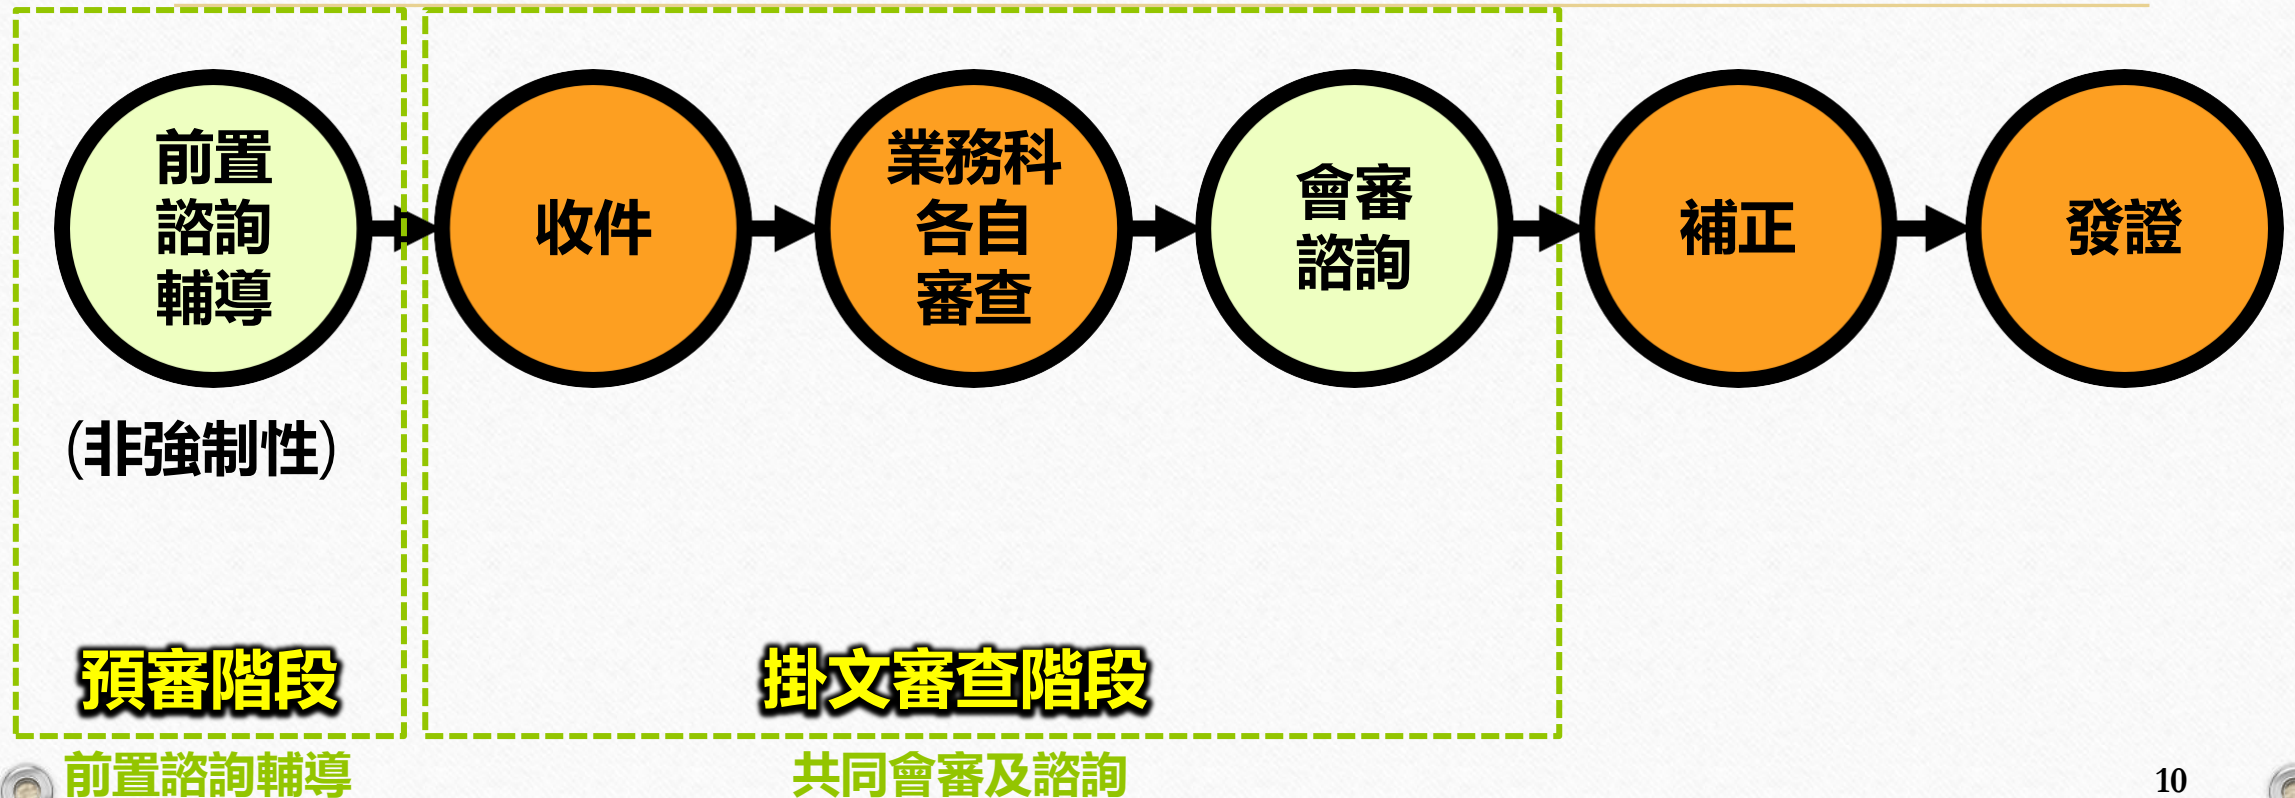 前置
諮詢
輔導
收件
業務科
各自
審查
會審
諮詢
補正
發證
(非強制性)
預審階段
掛文審查階段
前置諮詢輔導
共同會審及諮詢
10